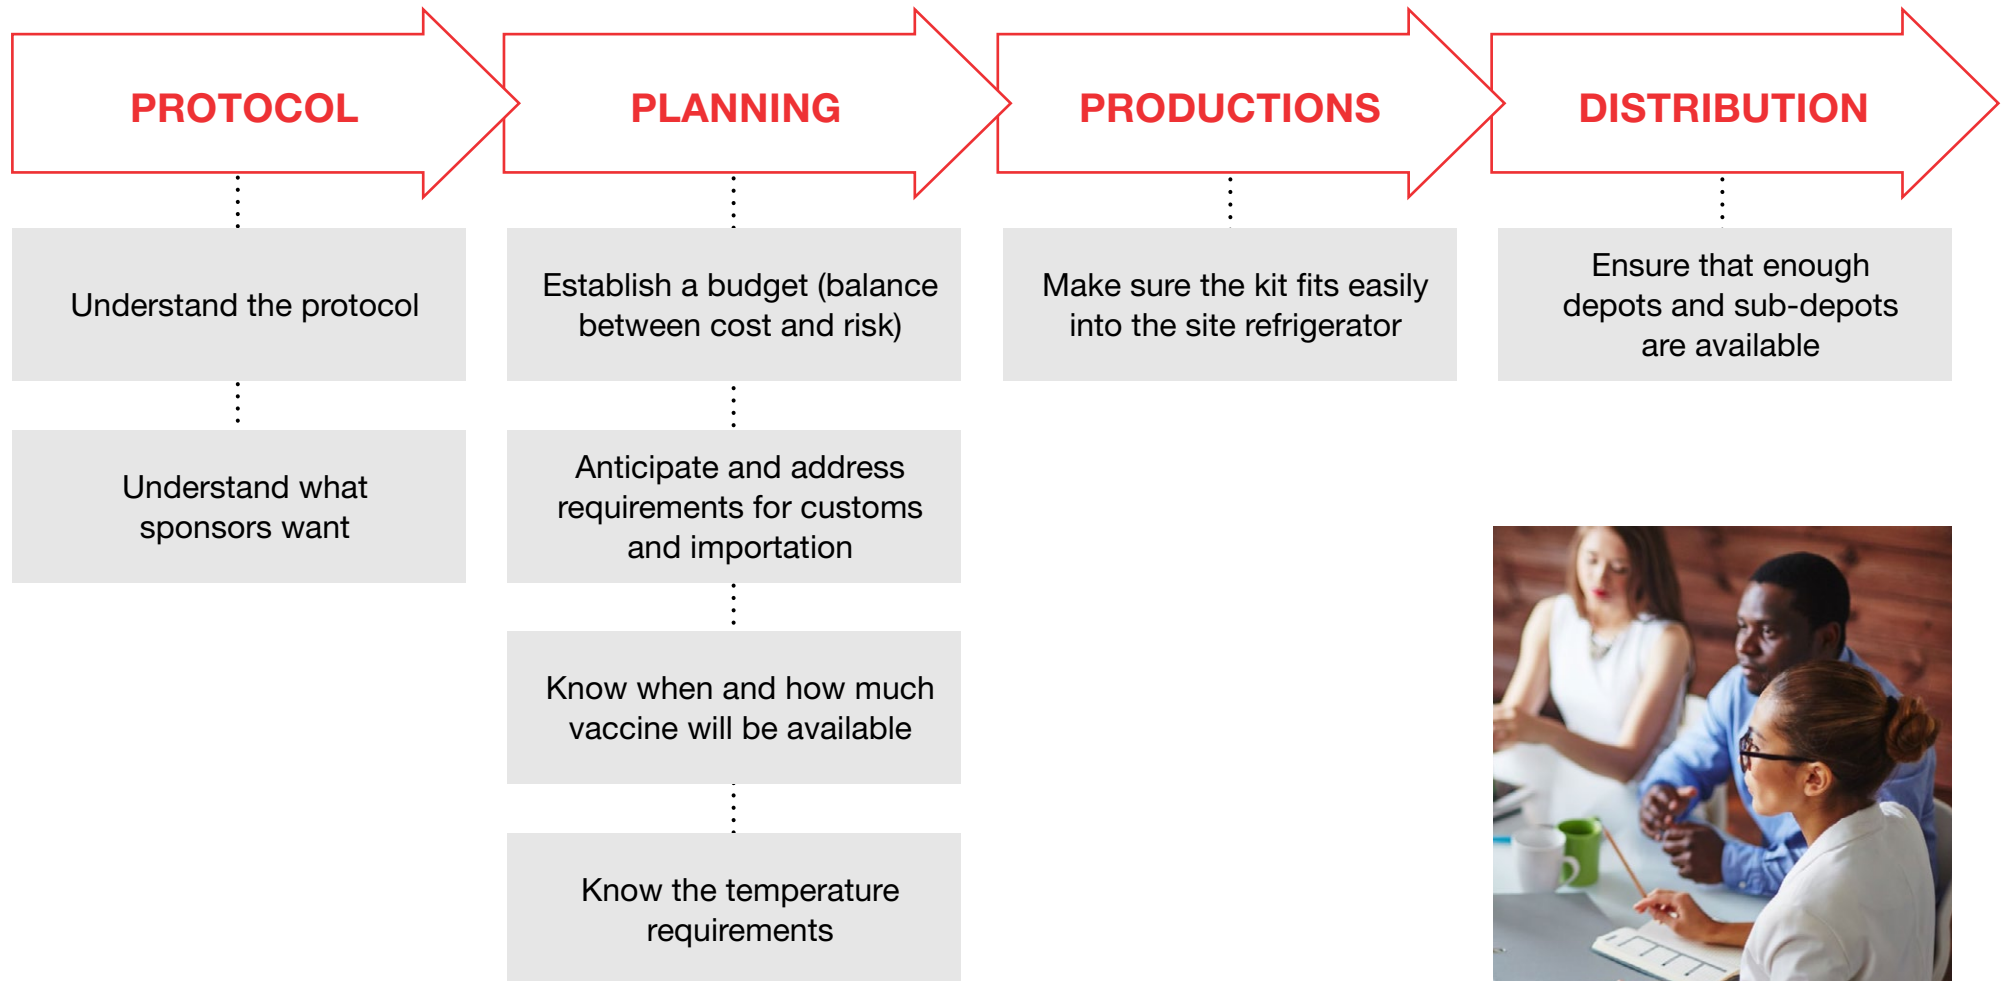 PROTOCOL
Understand the protocol
Understand what
sponsors want
PLANNING
Establish a budget (balance
between cost and risk)
Anticipate and address
requirements for customs
and importation
Know when and how much
vaccine will be available
Know the temperature
requirements
PRODUCTIONS
Make sure the kit fits easily
into the site refrigerator
DISTRIBUTION
Ensure that enough
depots and sub-depots
are available